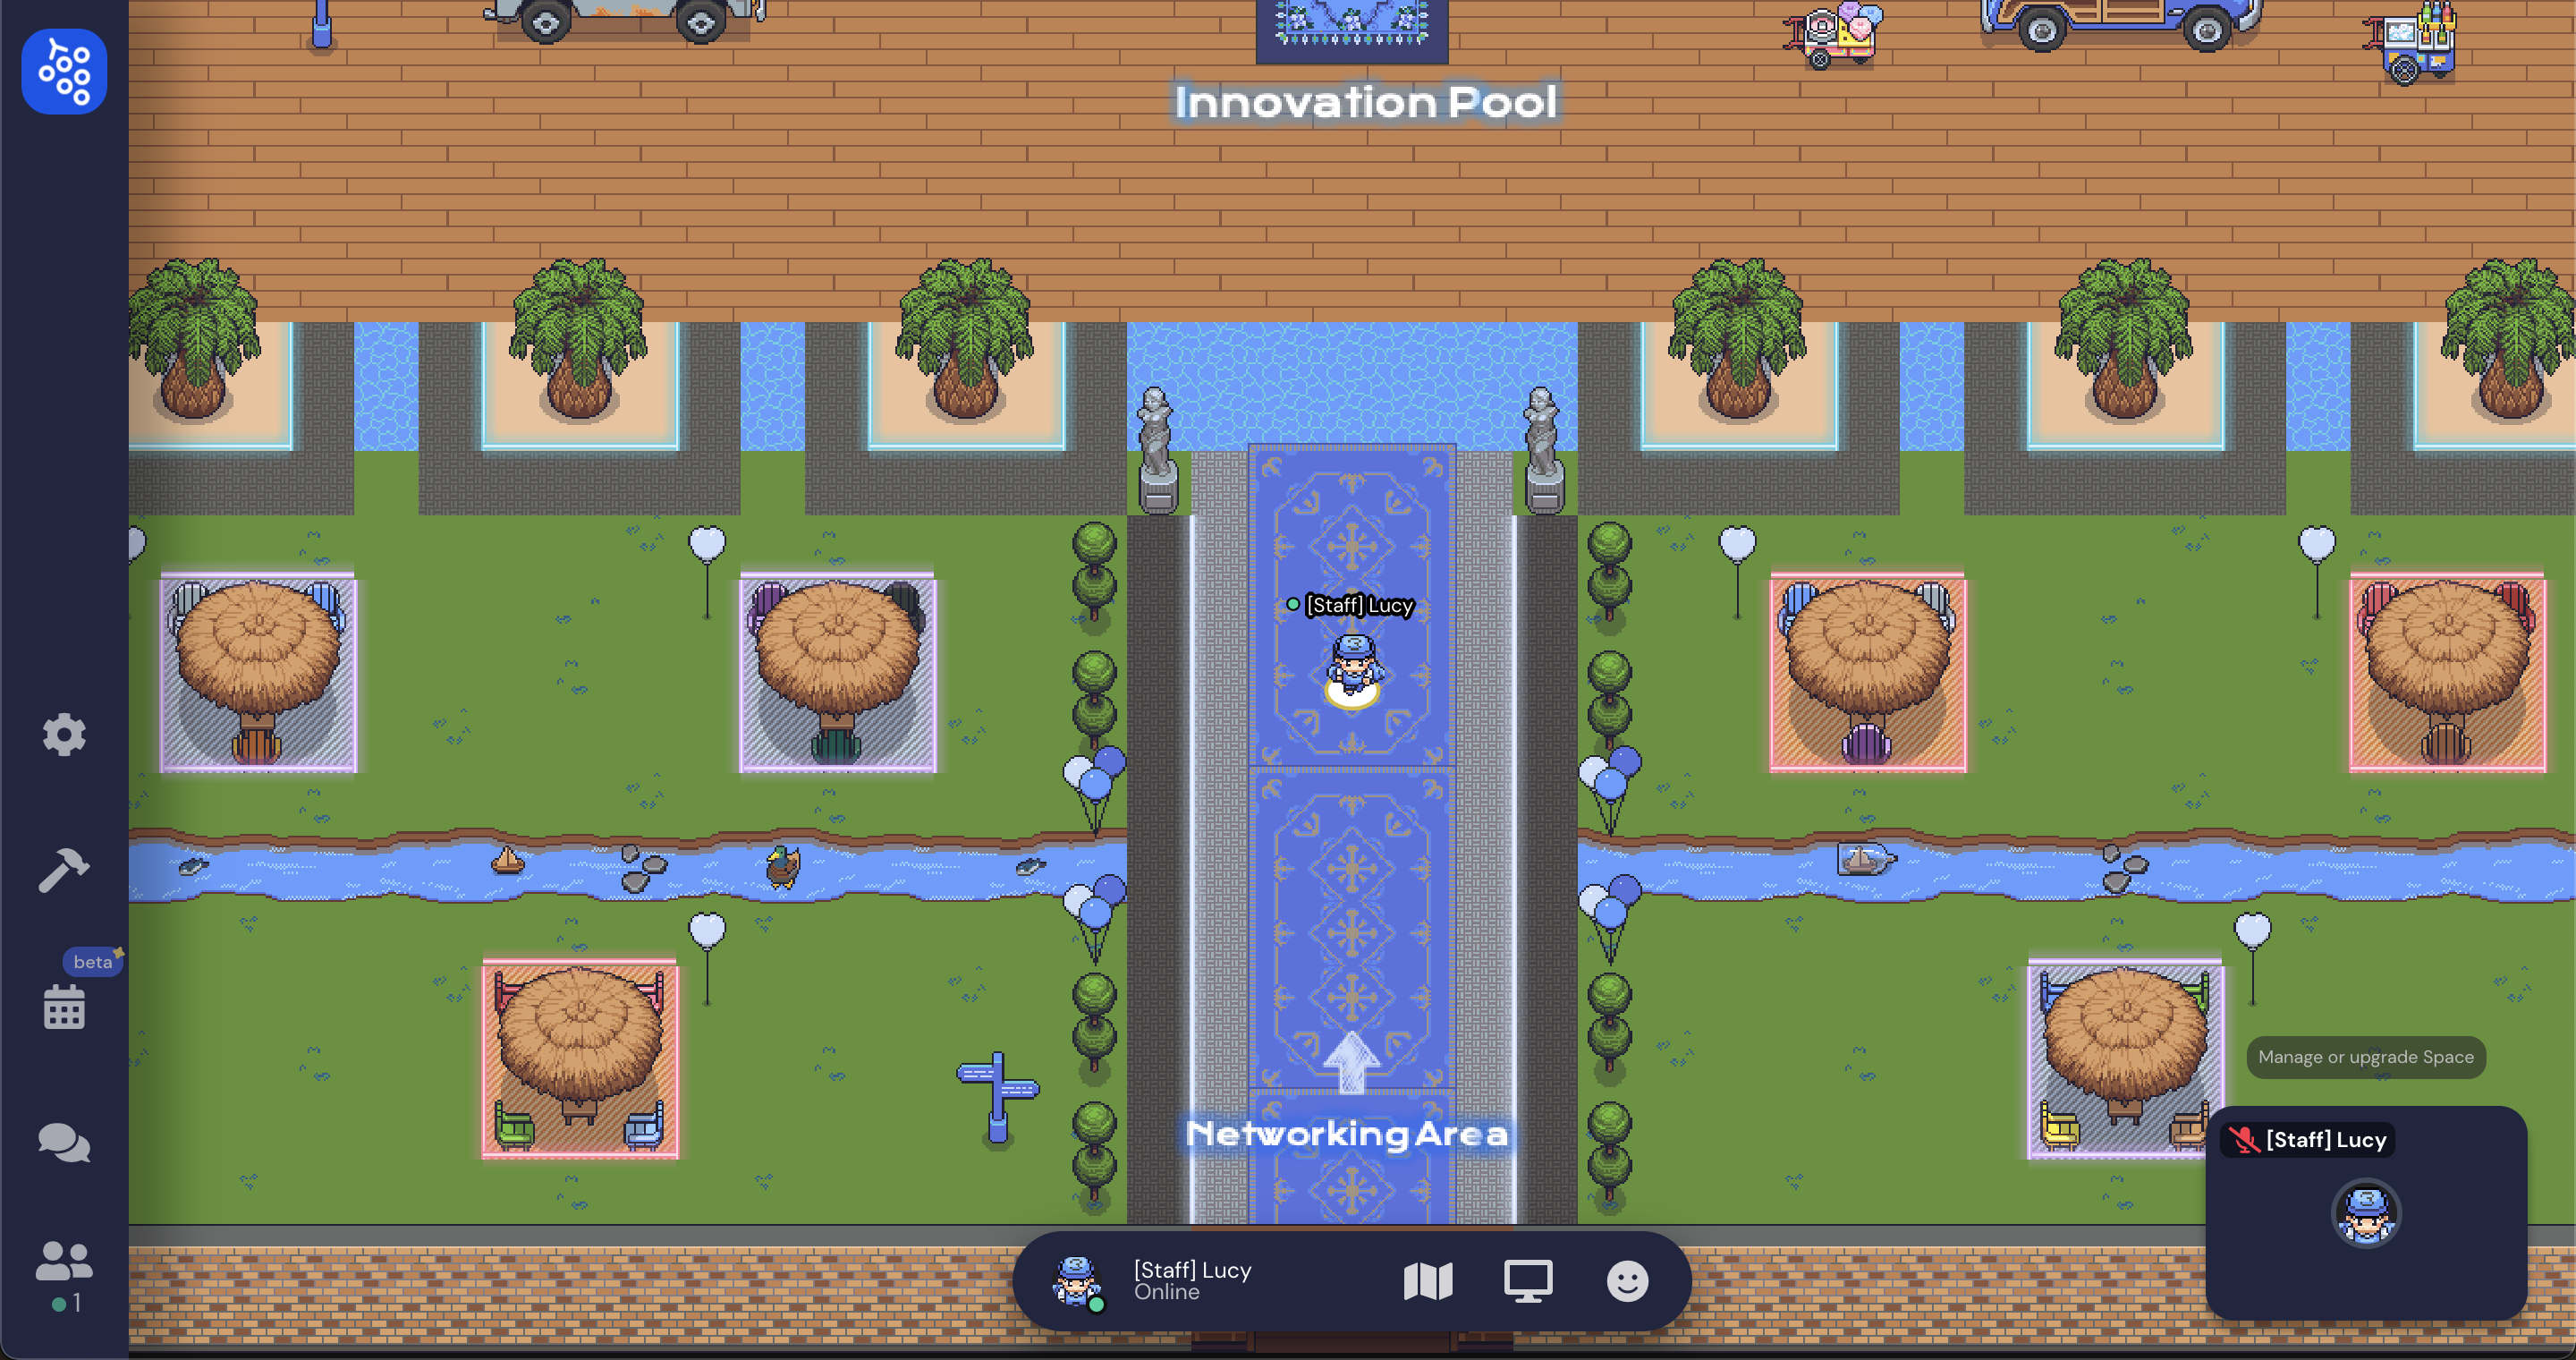 Innovation Pool
[Staff] Lucy
beta
Networking Area
Manage or upgrade Space
[Staff] Lucy
[Staff] Lucy
Online
1